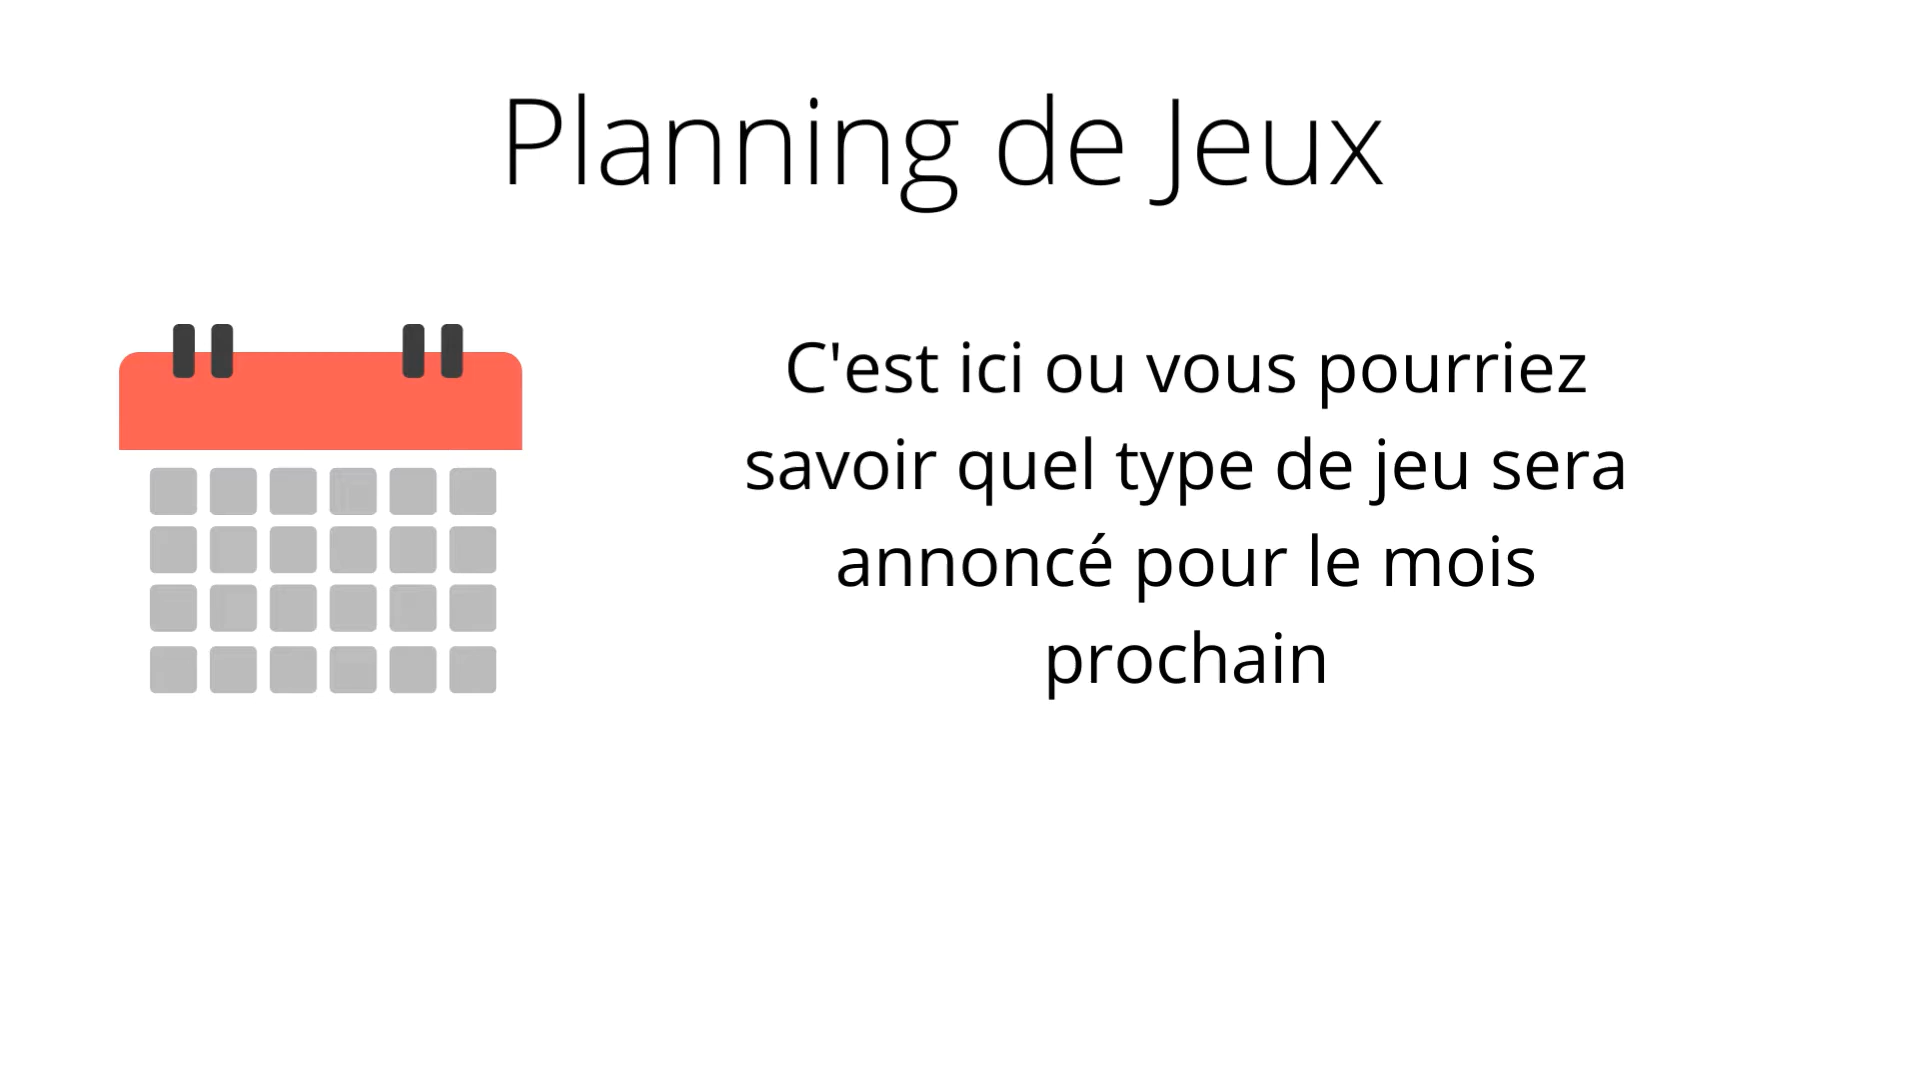 Planning de Jeux
C'est ici ou vous pourriez
savoir quel type de jeu sera
annoncé pour le mois
prochain